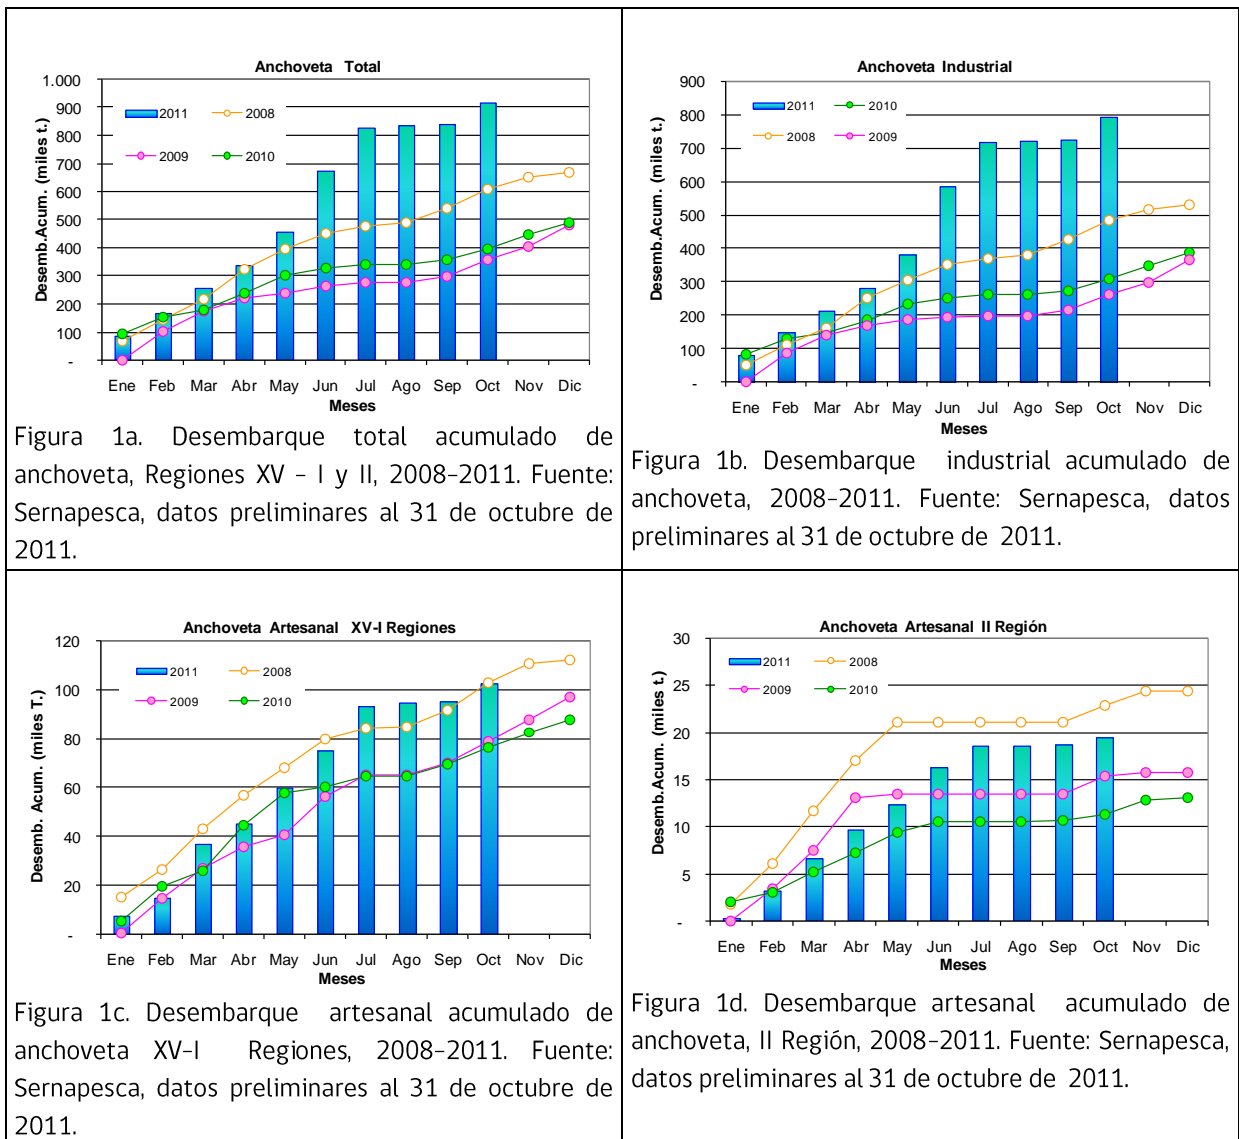 Anchoveta Total
1.000
900
800
700
600
500
400
300
200
100
-
Desemb.Acum. (miles t.)
2011
2008
2009
2010
Ene Feb Mar Abr May Jun Jul Ago Sep Oct Nov Dic
Meses
Figura 1a. Desembarque total acumulado de
anchoveta, Regiones XV – I y II, 2008–2011. Fuente:
Sernapesca, datos preliminares al 31 de octubre de
2011.
Anchoveta Industrial
900
800
700
600
500
400
300
200
100
-
Desemb.Acum. (miles t.)
2011
2010
2008
2009
Ene Feb Mar Abr May Jun Jul Ago Sep Oct Nov Dic
Meses
Figura 1b. Desembarque industrial acumulado de
anchoveta, 2008–2011. Fuente: Sernapesca, datos
preliminares al 31 de octubre de 2011.
Anchoveta Artesanal XV-I Regiones
120
100
80
60
40
20
-
Desemb. Acum. (miles T.)
2011
2008
2009
2010
Ene Feb Mar Abr May Jun Jul Ago Sep Oct Nov Dic
Meses
Figura 1c. Desembarque artesanal acumulado de
anchoveta XV–I Regiones, 2008–2011. Fuente:
Sernapesca, datos preliminares al 31 de octubre de
2011.
Anchoveta Artesanal II Región
30
25
20
15
10
5
-
Desemb.Acum. (miles t.)
2011
2008
2009
2010
Ene Feb Mar Abr May Jun Jul Ago Sep Oct Nov Dic
Meses
Figura 1d. Desembarque artesanal acumulado de
anchoveta, II Región, 2008–2011. Fuente: Sernapesca,
datos preliminares al 31 de octubre de 2011.